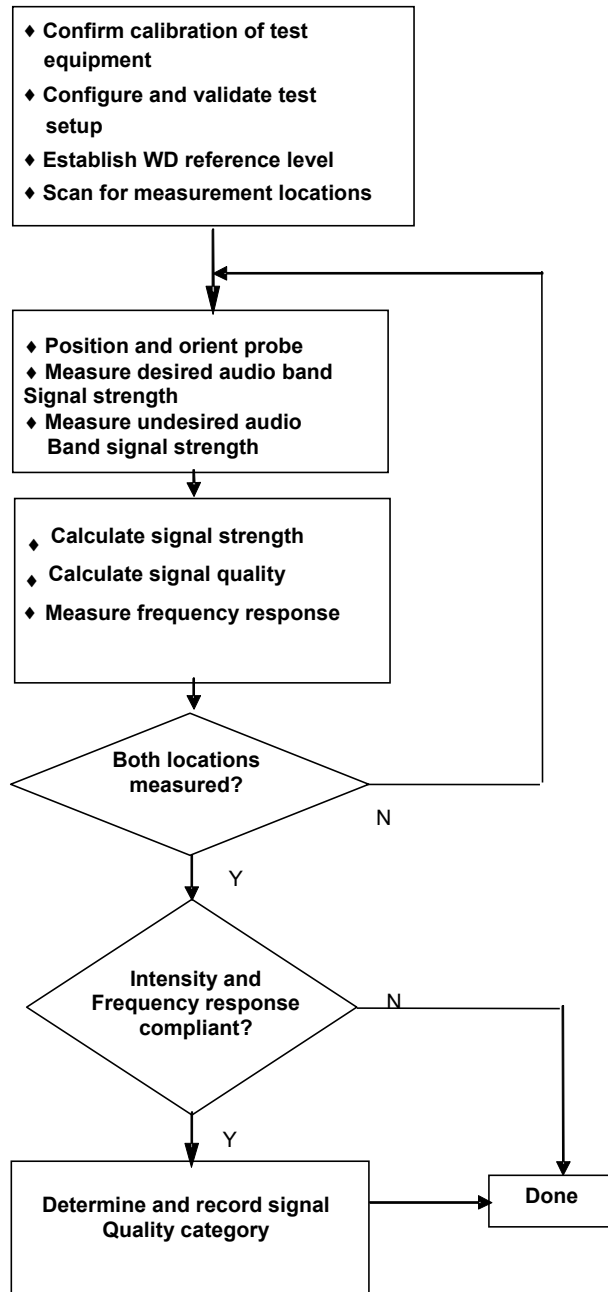 ♦ Confirm calibration of test
equipment
♦ Configure and validate test
setup
♦ Establish WD reference level
♦ Scan for measurement locations
♦ Position and orient probe
♦ Measure desired audio band
Signal strength
♦ Measure undesired audio
Band signal strength
♦ Calculate signal strength
♦ Calculate signal quality
♦ Measure frequency response
Both locations
measured?
N
Y
Intensity and
Frequency response
compliant?
N
Y
Determine and record signal
Quality category
Done